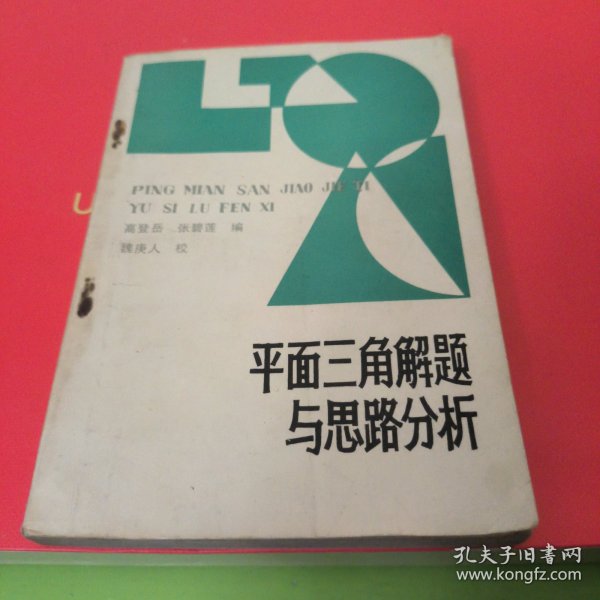 PING MIAN SAN JIAO JIE TI
YU SI LU FEN XI
高登岳 张碧莲 编
魏庚人 校
平面三角解题
与思路分析
孔夫子旧书网
www.kongfz.com